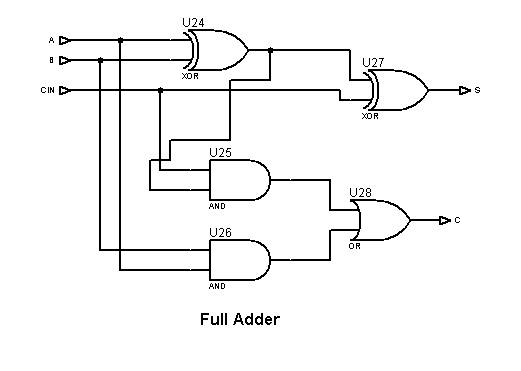 U24
A
B
XOR
U27
CIN
S
XOR
U25
AND
U28
C
U26
OR
AND
Full Adder